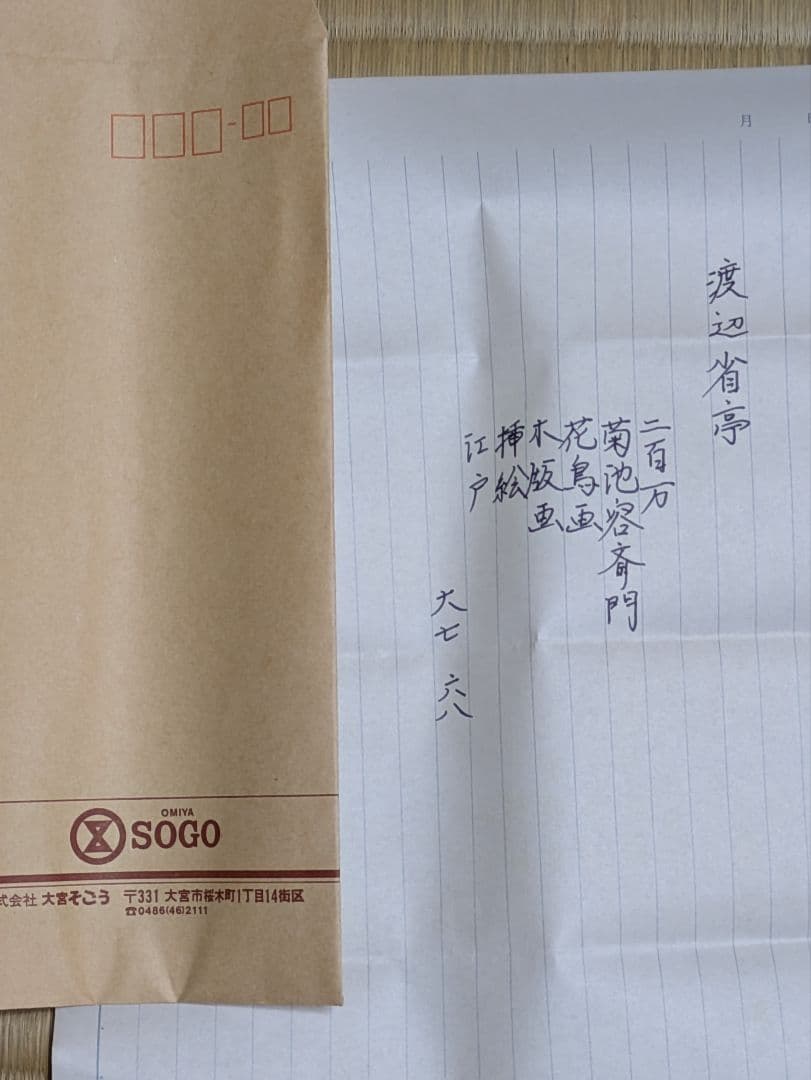 月
渡辺省亭
二百万
菊池容斎門
花鳥画
木版画
挿絵
江戸
大七 六八
OMIYA
SOGO
式会社 大宮そごう 〒331 大宮市桜木町1丁目14街区
☎0486(46)2111